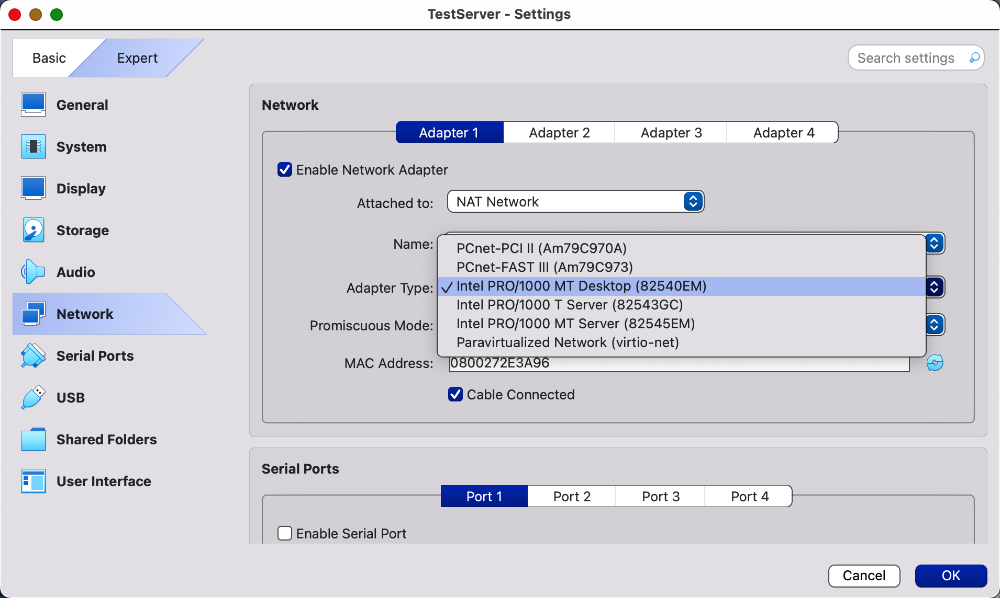 TestServer - Settings
Basic
Expert
Search settings
General
System
Display
Storage
Audio
Network
Serial Ports
USB
Shared Folders
User Interface
Network
Adapter 1
Adapter 2
Adapter 3
Adapter 4
Enable Network Adapter
Attached to:
NAT Network
Name:
Adapter Type:
PCnet-PCI II (Am79C970A)
PCnet-FAST III (Am79C973)
Intel PRO/1000 MT Desktop (82540EM)
Intel PRO/1000 T Server (82543GC)
Intel PRO/1000 MT Server (82545EM)
Paravirtualized Network (virtio-net)
Promiscuous Mode:
MAC Address:
0800272E3A96
Cable Connected
Serial Ports
Port 1
Port 2
Port 3
Port 4
Enable Serial Port
Cancel
OK